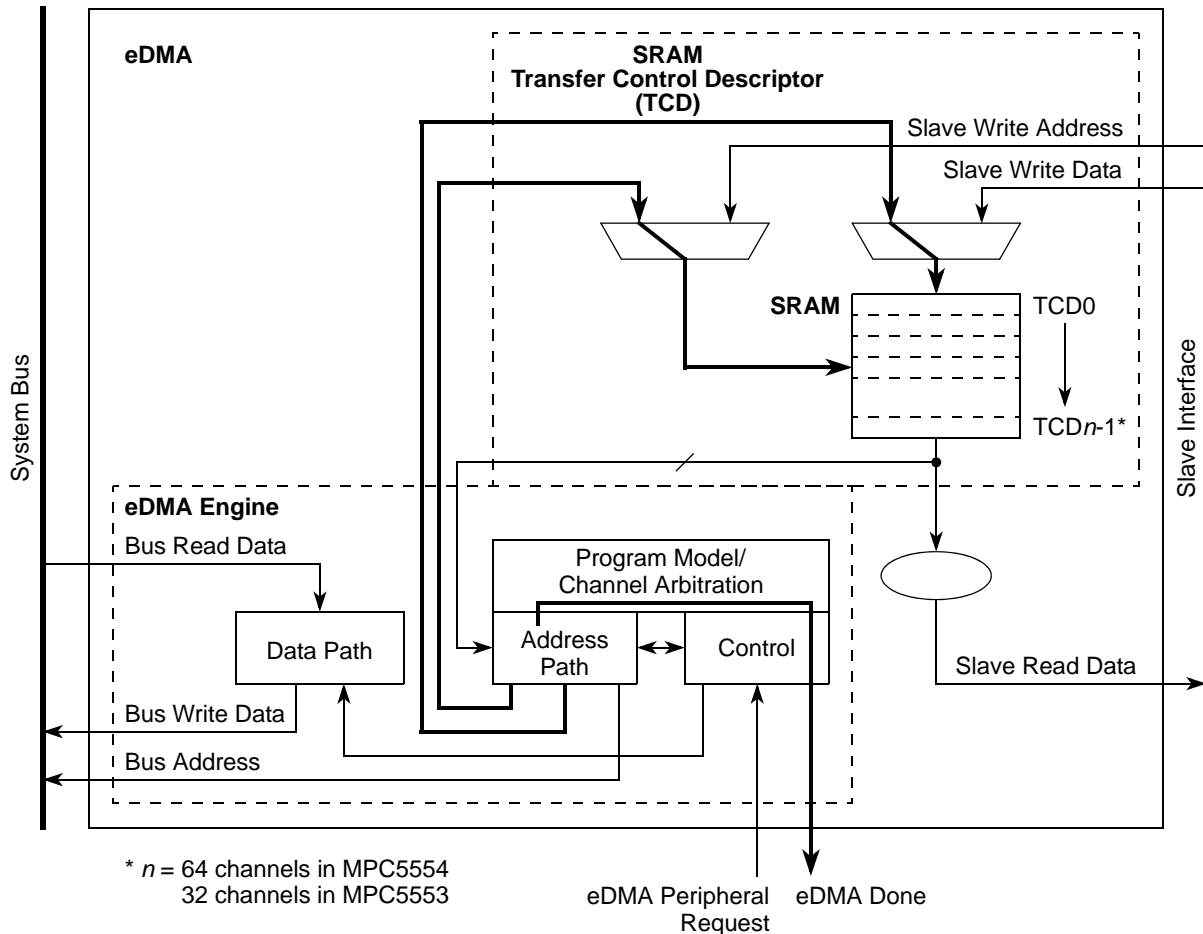 eDMA
SRAM
Transfer Control Descriptor
(TCD)
Slave Write Address
Slave Write Data
SRAM
TCD0
TCDn-1*
System Bus
Slave Interface
eDMA Engine
Bus Read Data
Program Model/
Channel Arbitration
Data Path
Address
Path
Control
Slave Read Data
Bus Write Data
Bus Address
* n = 64 channels in MPC5554
32 channels in MPC5553
eDMA Peripheral
Request
eDMA Done